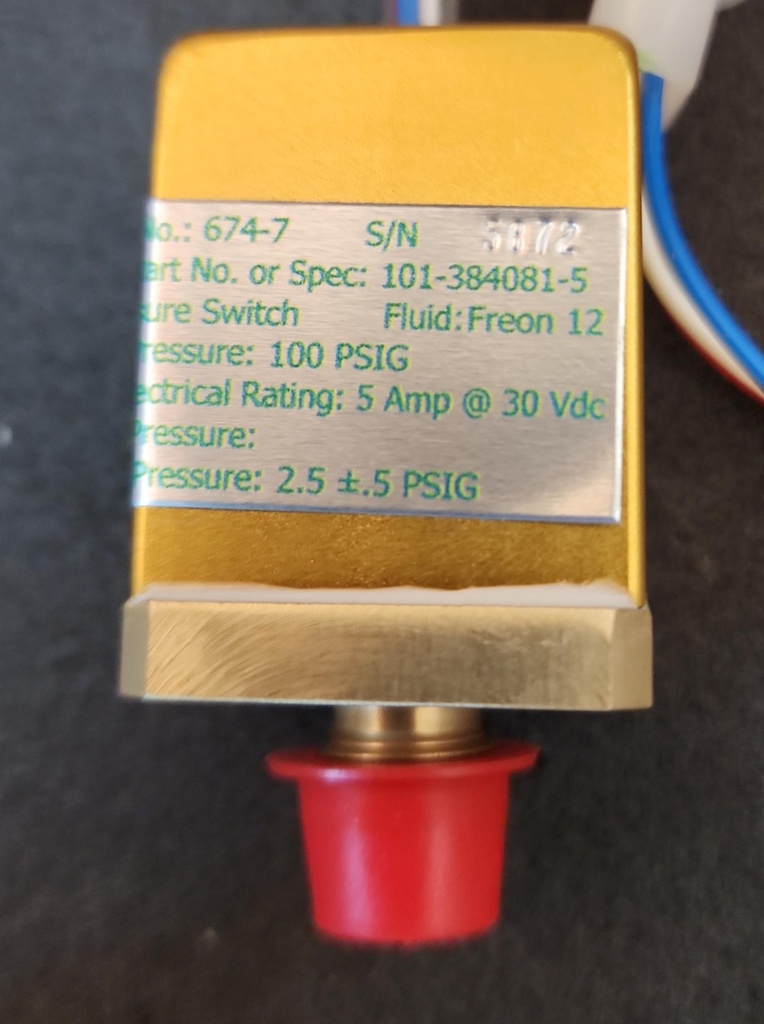 No.: 674-7 S/N
art No. or Spec: 101-384081-5
sure Switch Fluid: Freon 12
ressure: 100 PSIG
ectrical Rating: 5 Amp @ 30 Vdc
Pressure:
Pressure: 2.5 ±.5 PSIG